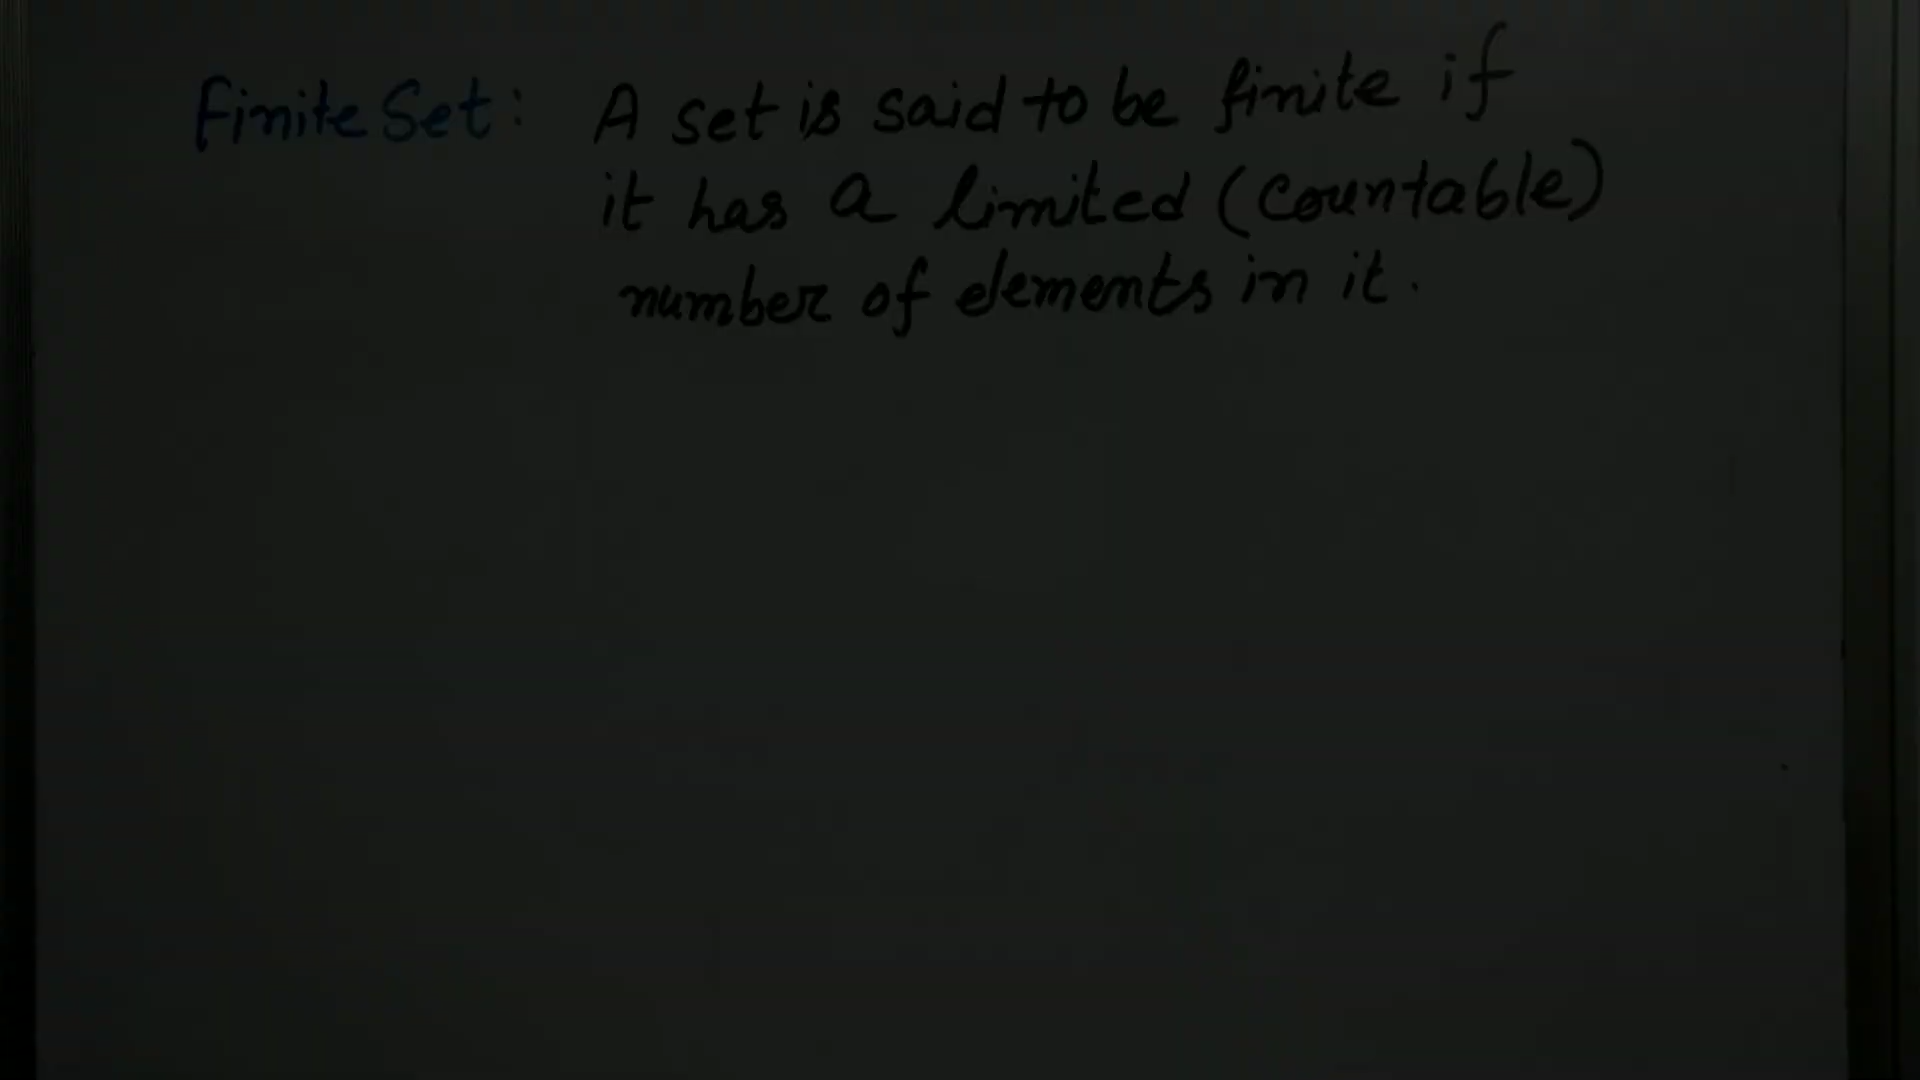 Finite Set: A set is said to be finite if
it has a limited (Countable)
number of elements in it.